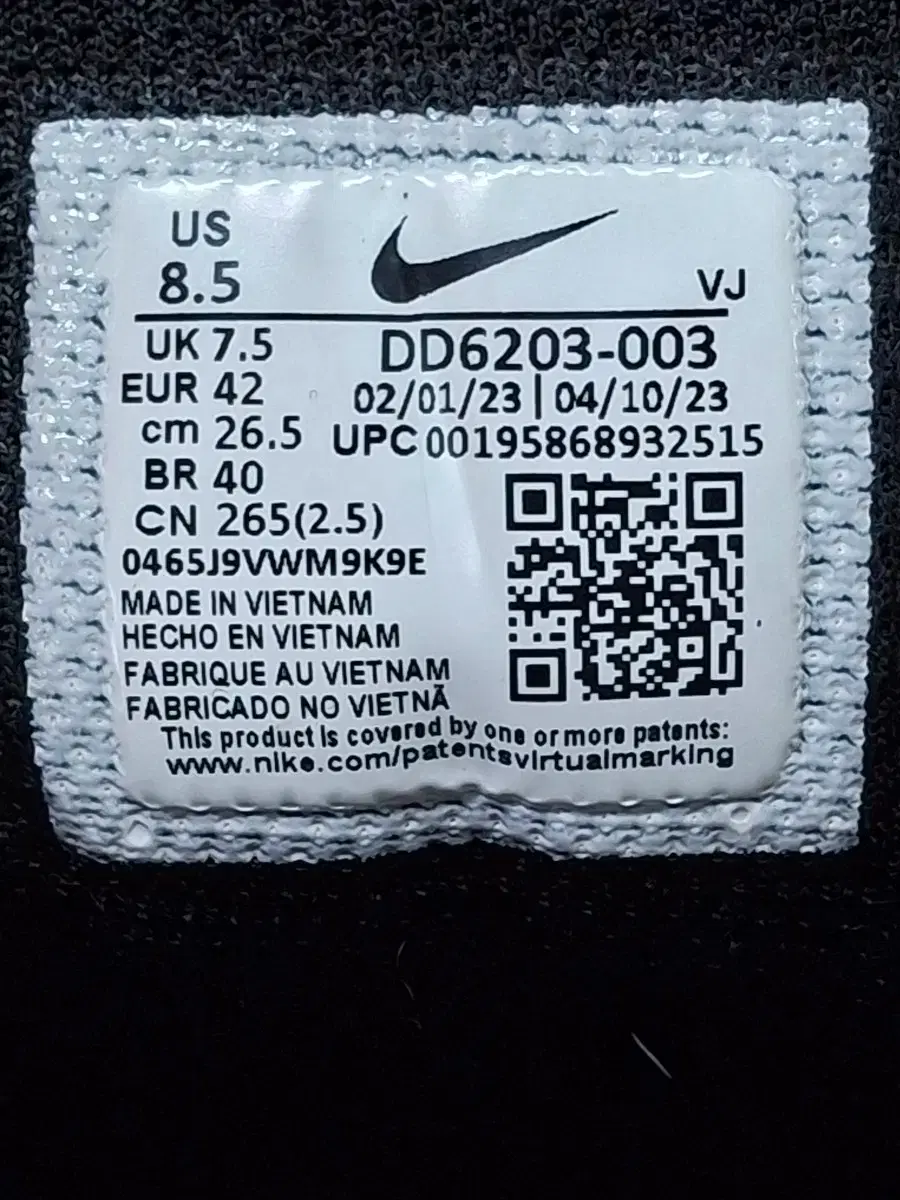 US
8.5
VJ
UK 7.5
EUR 42
cm 26.5
BR 40
CN 265(2.5)
DD6203-003
02/01/23 | 04/10/23
UPC 00195868932515
0465J9VWM9K9E
MADE IN VIETNAM
HECHO EN VIETNAM
FABRIQUE AU VIETNAM
FABRICADO NO VIETNÃ
This product is covered by one or more patents:
www.nike.com/patentsvirtualmarking